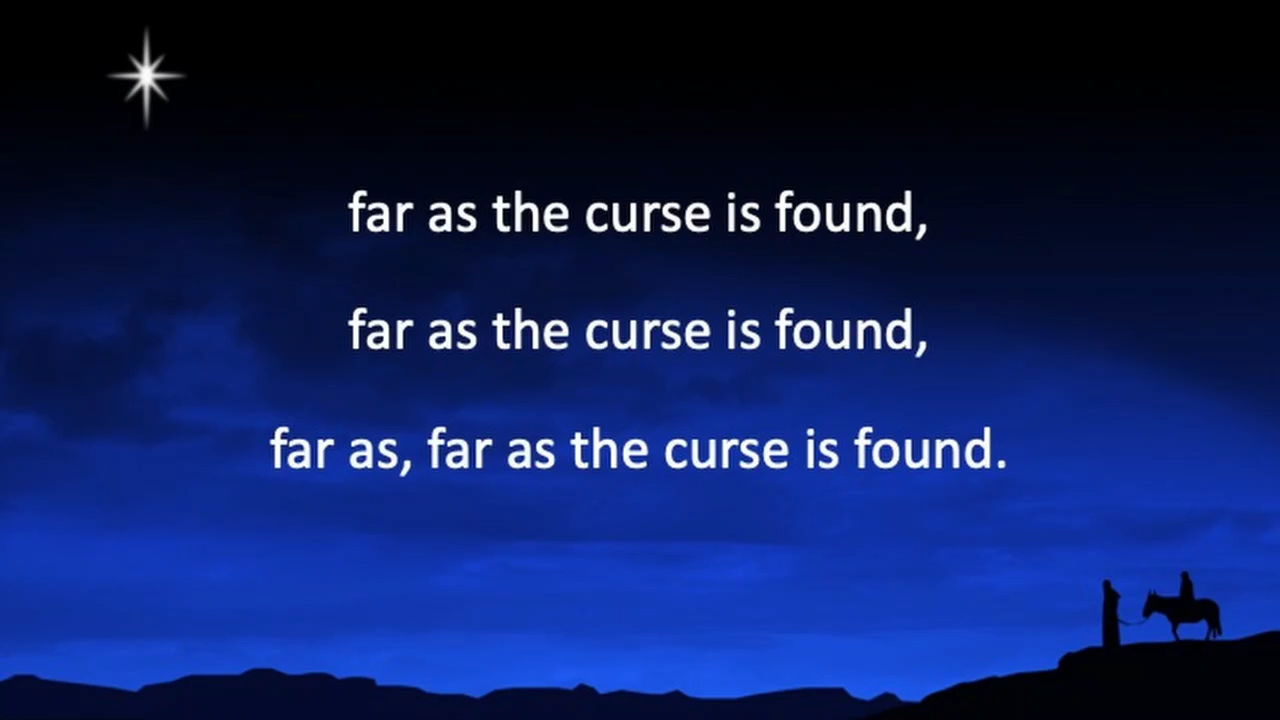 far as the curse is found,
far as the curse is found,
far as, far as the curse is found.